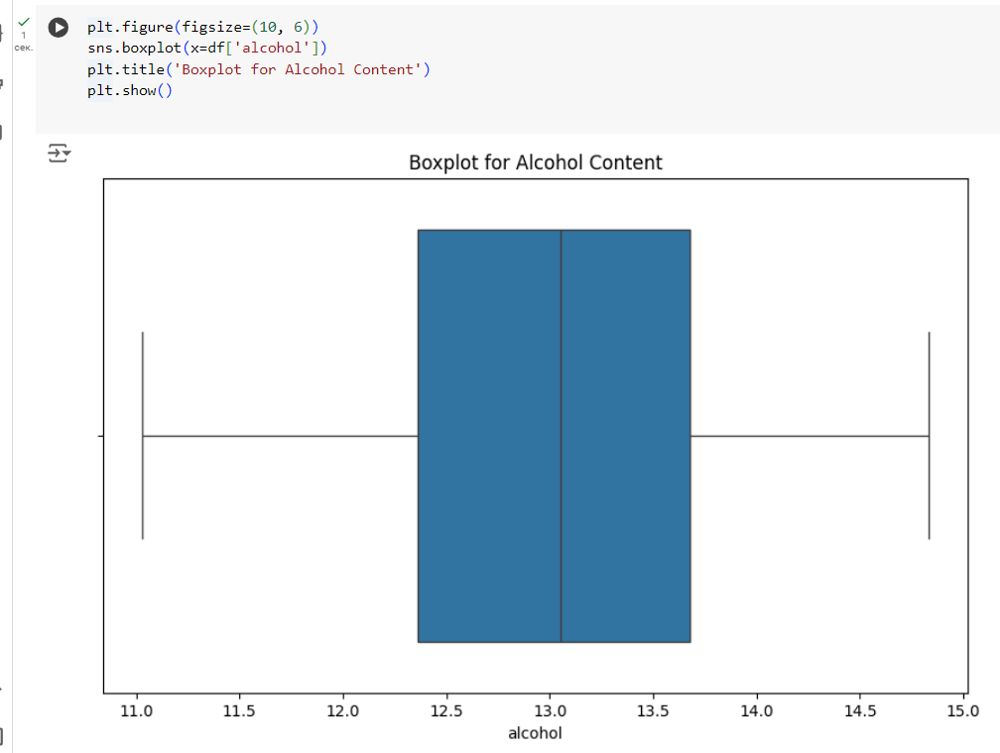 plt.figure(figsize=(10, 6))
1
сек.
sns.boxplot(x=df['alcohol'])
plt.title('Boxplot for Alcohol Content')
plt.show()
Boxplot for Alcohol Content
11.0 11.5 12.0 12.5 13.0 13.5 14.0 14.5 15.0
alcohol